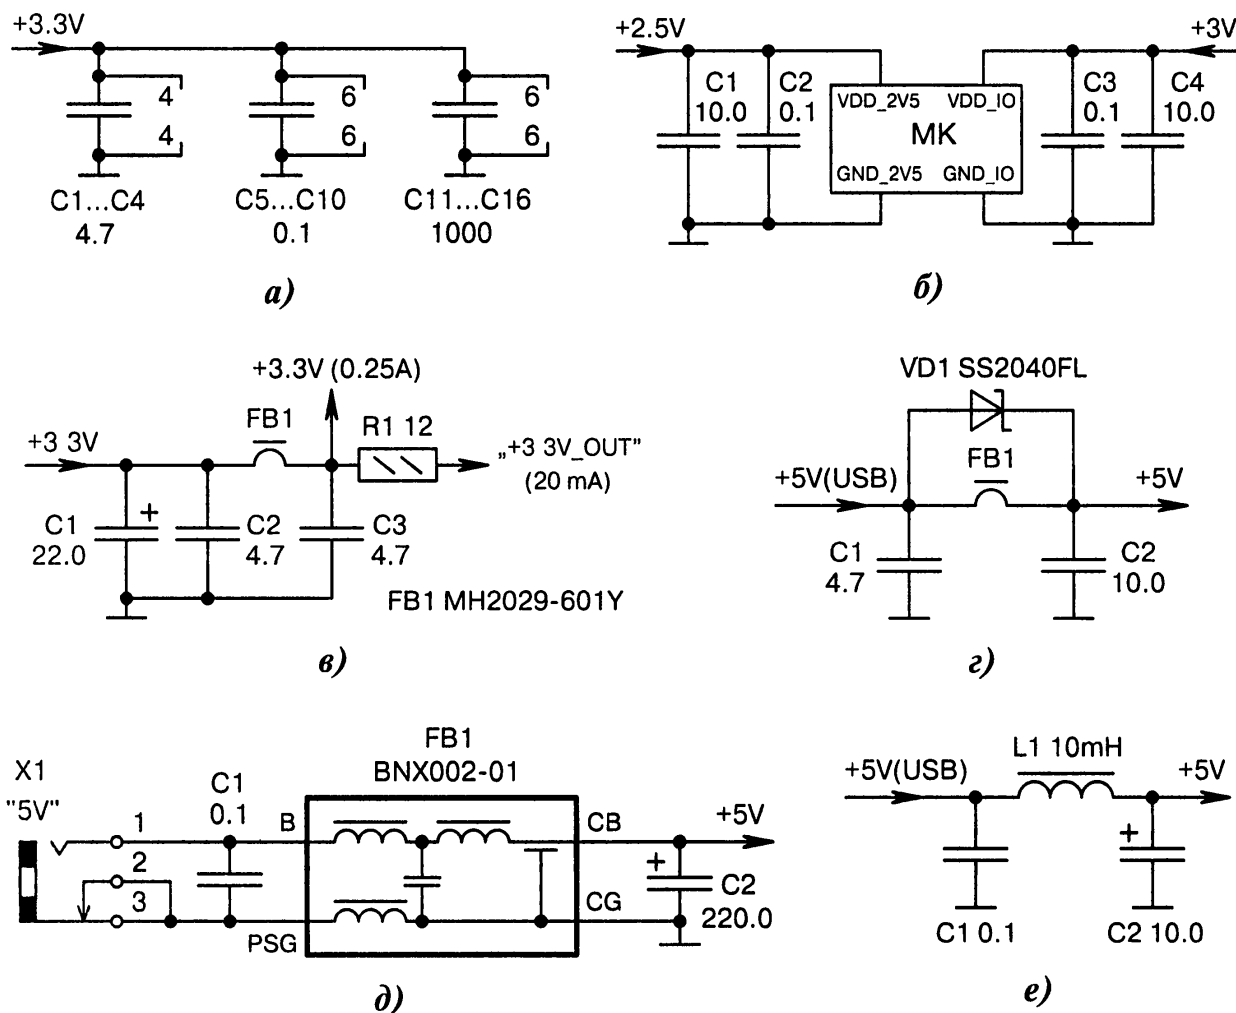 +3.3V
4
4
C1...C4
4.7
6
6
C5...C10
0.1
6
6
C11...C16
1000
а)
+2.5V
C1
10.0
C2
0.1
VDD_2V5 VDD_IO
МК
GND_2V5 GND_IO
+3V
C3
0.1
C4
10.0
б)
+3.3V (0.25A)
+3 3V
FB1
R1 12
„+3 3V_OUT”
(20 mA)
C1
22.0
+
C2
4.7
C3
4.7
FB1 MH2029-601Y
в)
VD1 SS2040FL
FB1
+5V(USB)
+5V
C1
4.7
C2
10.0
г)
X1
"5V"
1
2
3
C1
0.1
FB1
BNX002-01
B
PSG
CB
CG
+5V
+
C2
220.0
д)
L1 10mH
+5V(USB)
+5V
+
C1 0.1
C2 10.0
е)